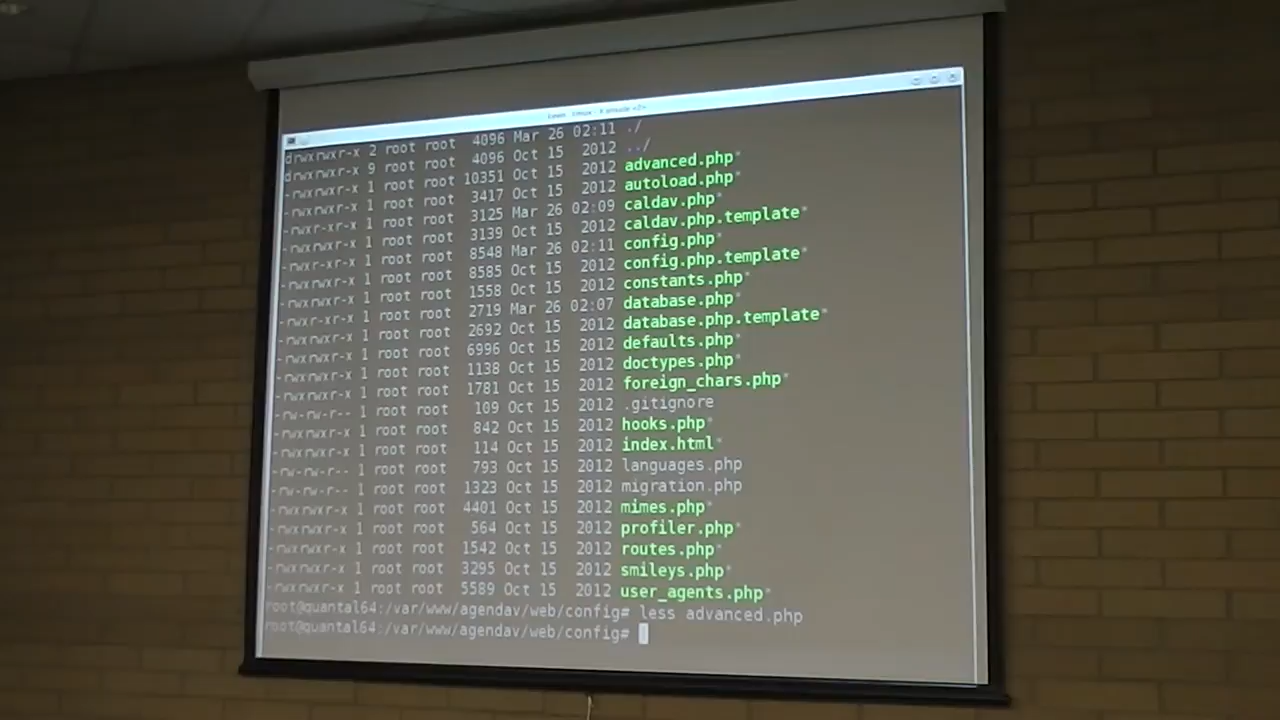 drwxrwxr-x 2 root root 4096 Mar 26 02:11 ./
drwxrwxr-x 9 root root 4096 Oct 15 2012 ../
-rwxrwxr-x 1 root root 10351 Oct 15 2012 advanced.php*
-rwxrwxr-x 1 root root 3417 Oct 15 2012 autoload.php*
-rwxr-xr-x 1 root root 3125 Mar 26 02:09 caldav.php*
-rwxrwxr-x 1 root root 3139 Oct 15 2012 caldav.php.template*
-rwxr-xr-x 1 root root 8548 Mar 26 02:11 config.php*
-rwxrwxr-x 1 root root 8585 Oct 15 2012 config.php.template*
-rwxrwxr-x 1 root root 1558 Oct 15 2012 constants.php*
-rwxr-xr-x 1 root root 2719 Mar 26 02:07 database.php*
-rwxrwxr-x 1 root root 2692 Oct 15 2012 database.php.template*
-rwxrwxr-x 1 root root 6996 Oct 15 2012 defaults.php*
-rwxrwxr-x 1 root root 1138 Oct 15 2012 doctypes.php*
-rwxrwxr-x 1 root root 1781 Oct 15 2012 foreign_chars.php*
-rw-rw-r-- 1 root root 109 Oct 15 2012 .gitignore
-rwxrwxr-x 1 root root 842 Oct 15 2012 hooks.php*
-rwxrwxr-x 1 root root 114 Oct 15 2012 index.html*
-rw-rw-r-- 1 root root 793 Oct 15 2012 languages.php
-rw-rw-r-- 1 root root 1323 Oct 15 2012 migration.php
-rwxrwxr-x 1 root root 4401 Oct 15 2012 mimes.php*
-rwxrwxr-x 1 root root 564 Oct 15 2012 profiler.php*
-rwxrwxr-x 1 root root 1542 Oct 15 2012 routes.php*
-rwxrwxr-x 1 root root 3295 Oct 15 2012 smileys.php*
-rwxrwxr-x 1 root root 5589 Oct 15 2012 user_agents.php*
root@quantal64:/var/www/agendav/web/config# less advanced.php
root@quantal64:/var/www/agendav/web/config#